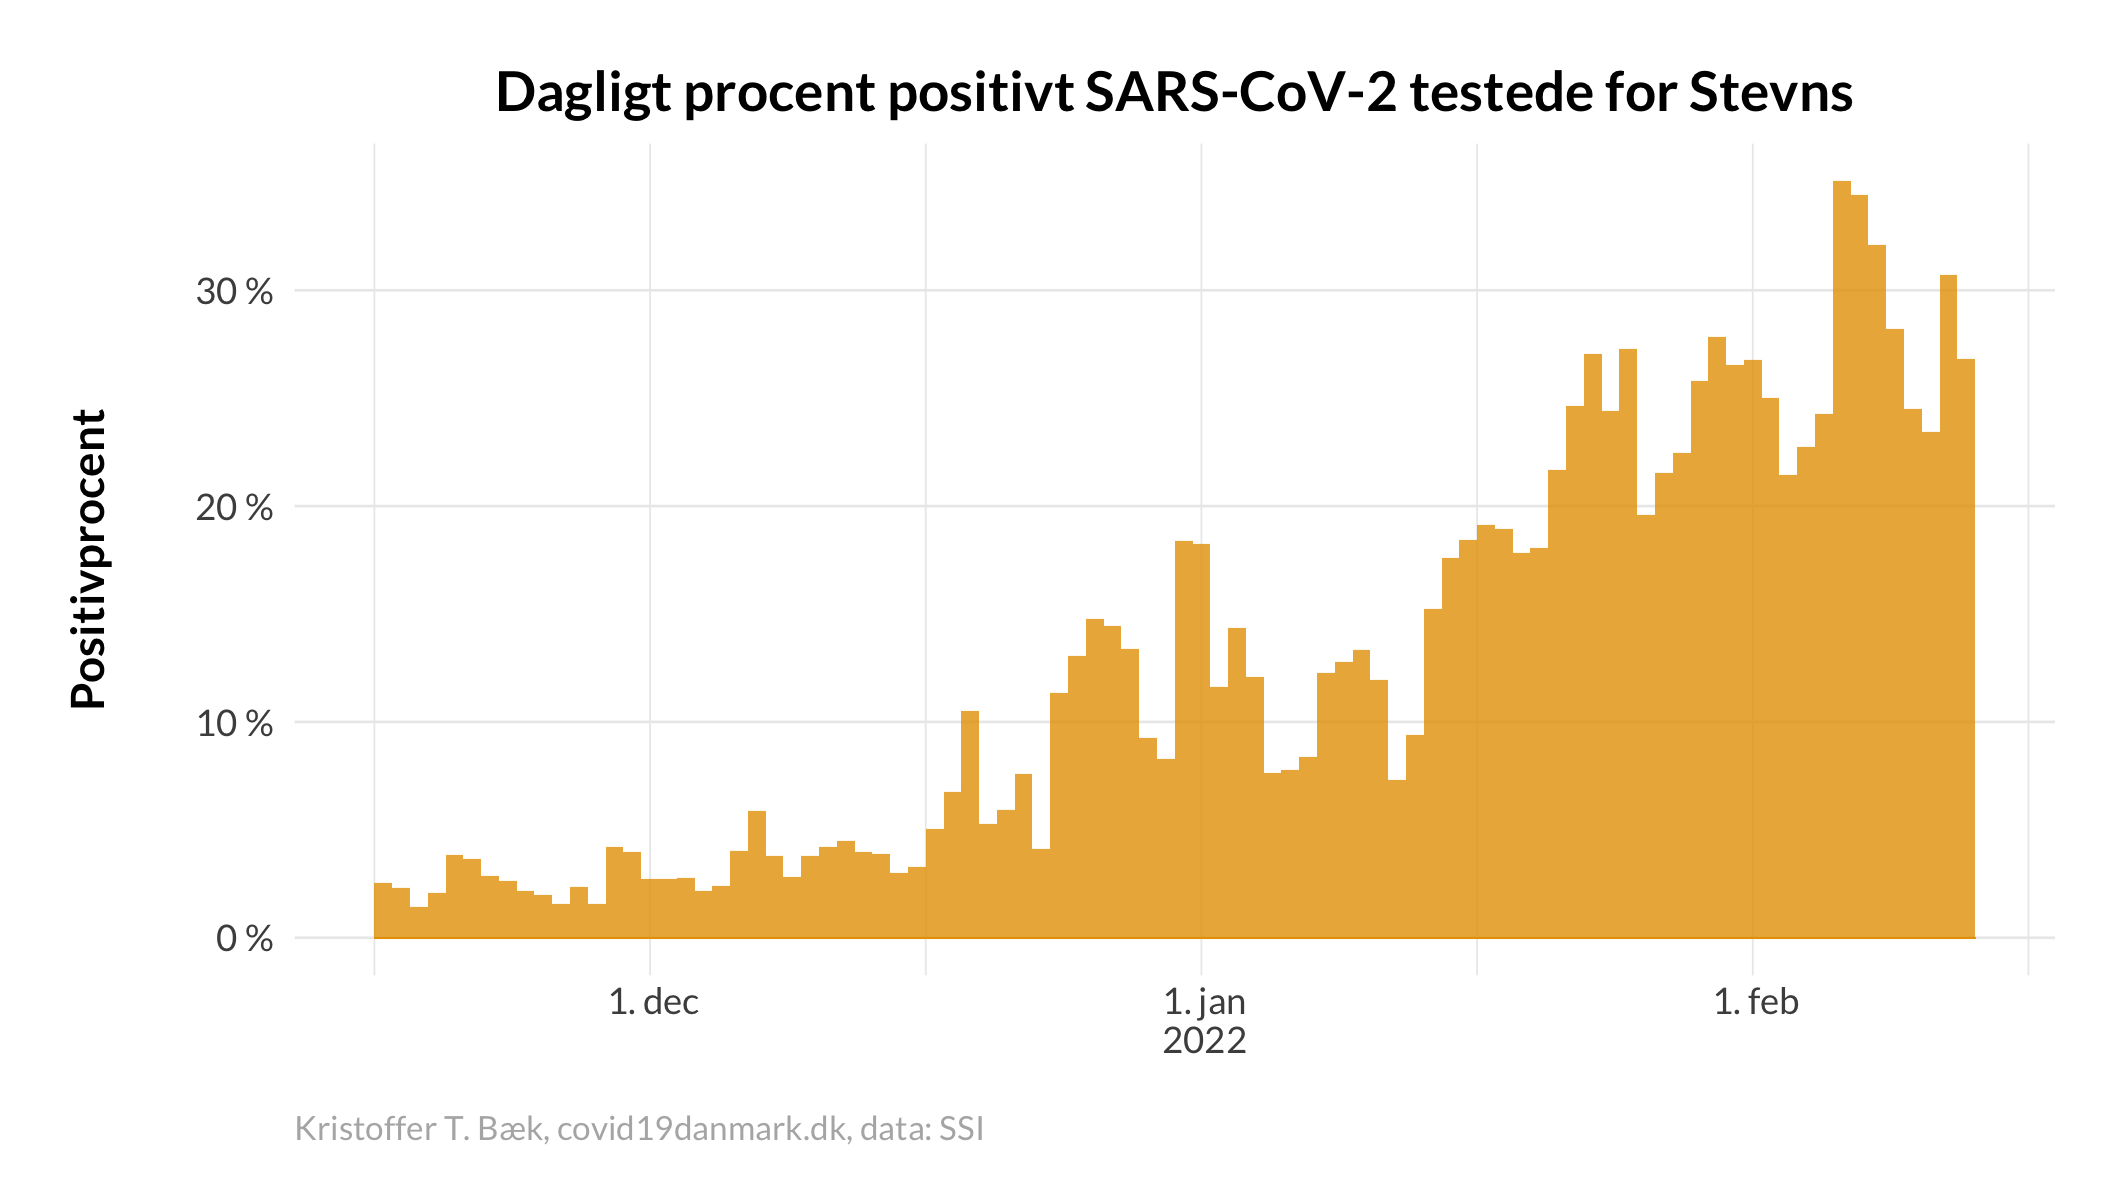 Dagligt procent positivt SARS-CoV-2 testede for Stevns
Positivprocent
30 %
20 %
10 %
0 %
1. dec
1. jan
2022
1. feb
Kristoffer T. Bæk, covid19danmark.dk, data: SSI